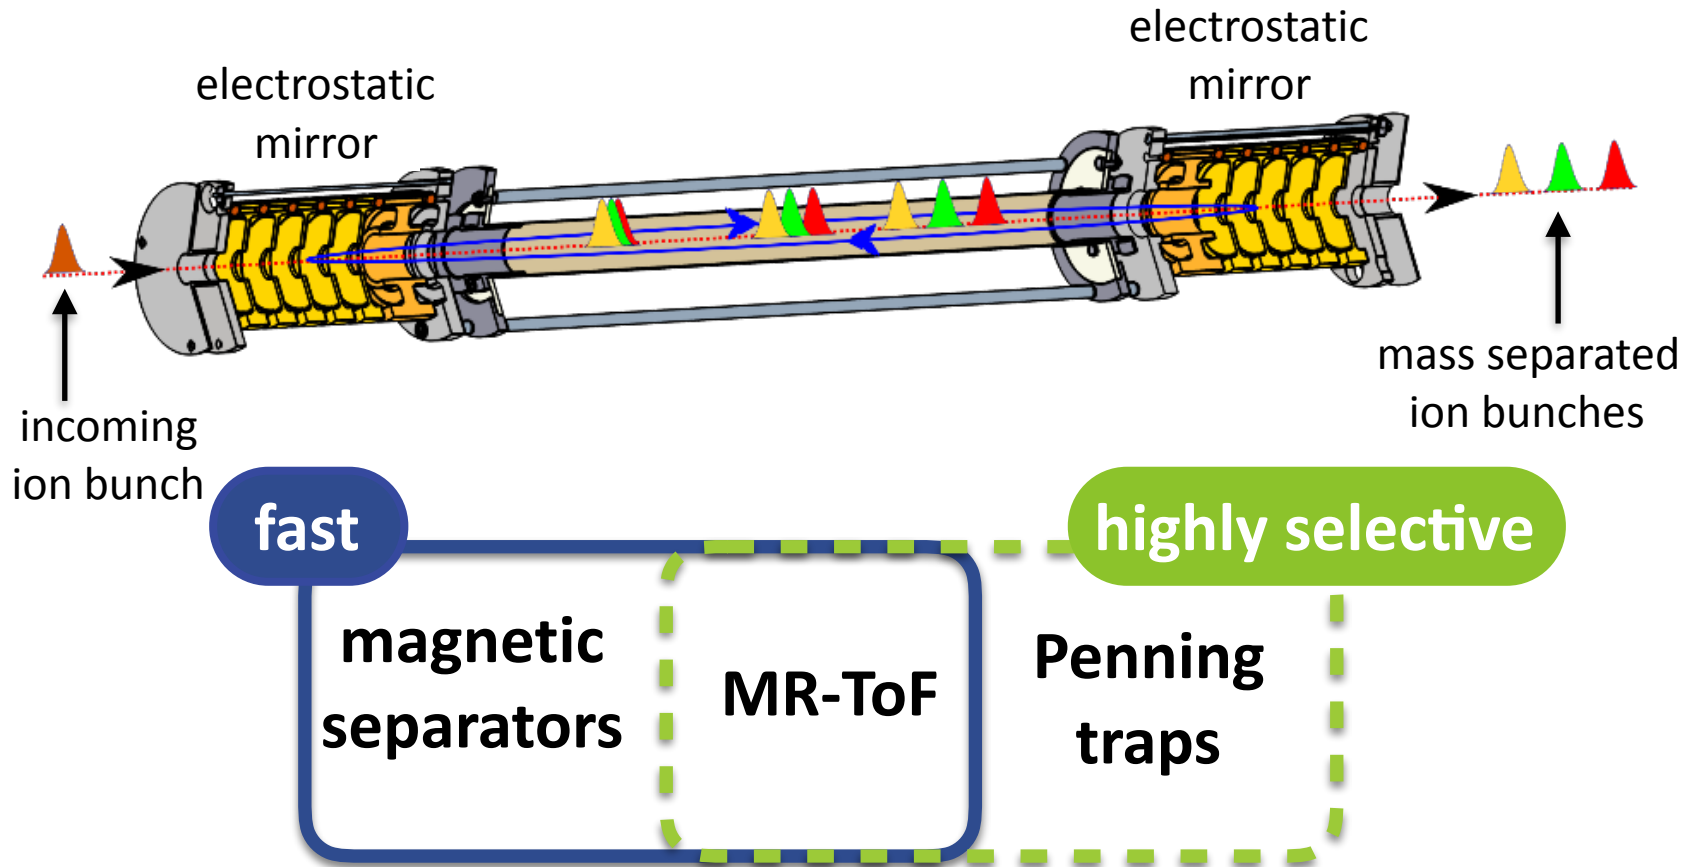 electrostatic
mirror
electrostatic
mirror
incoming
ion bunch
mass separated
ion bunches
fast
highly selective
magnetic
separators
MR-ToF
Penning
traps